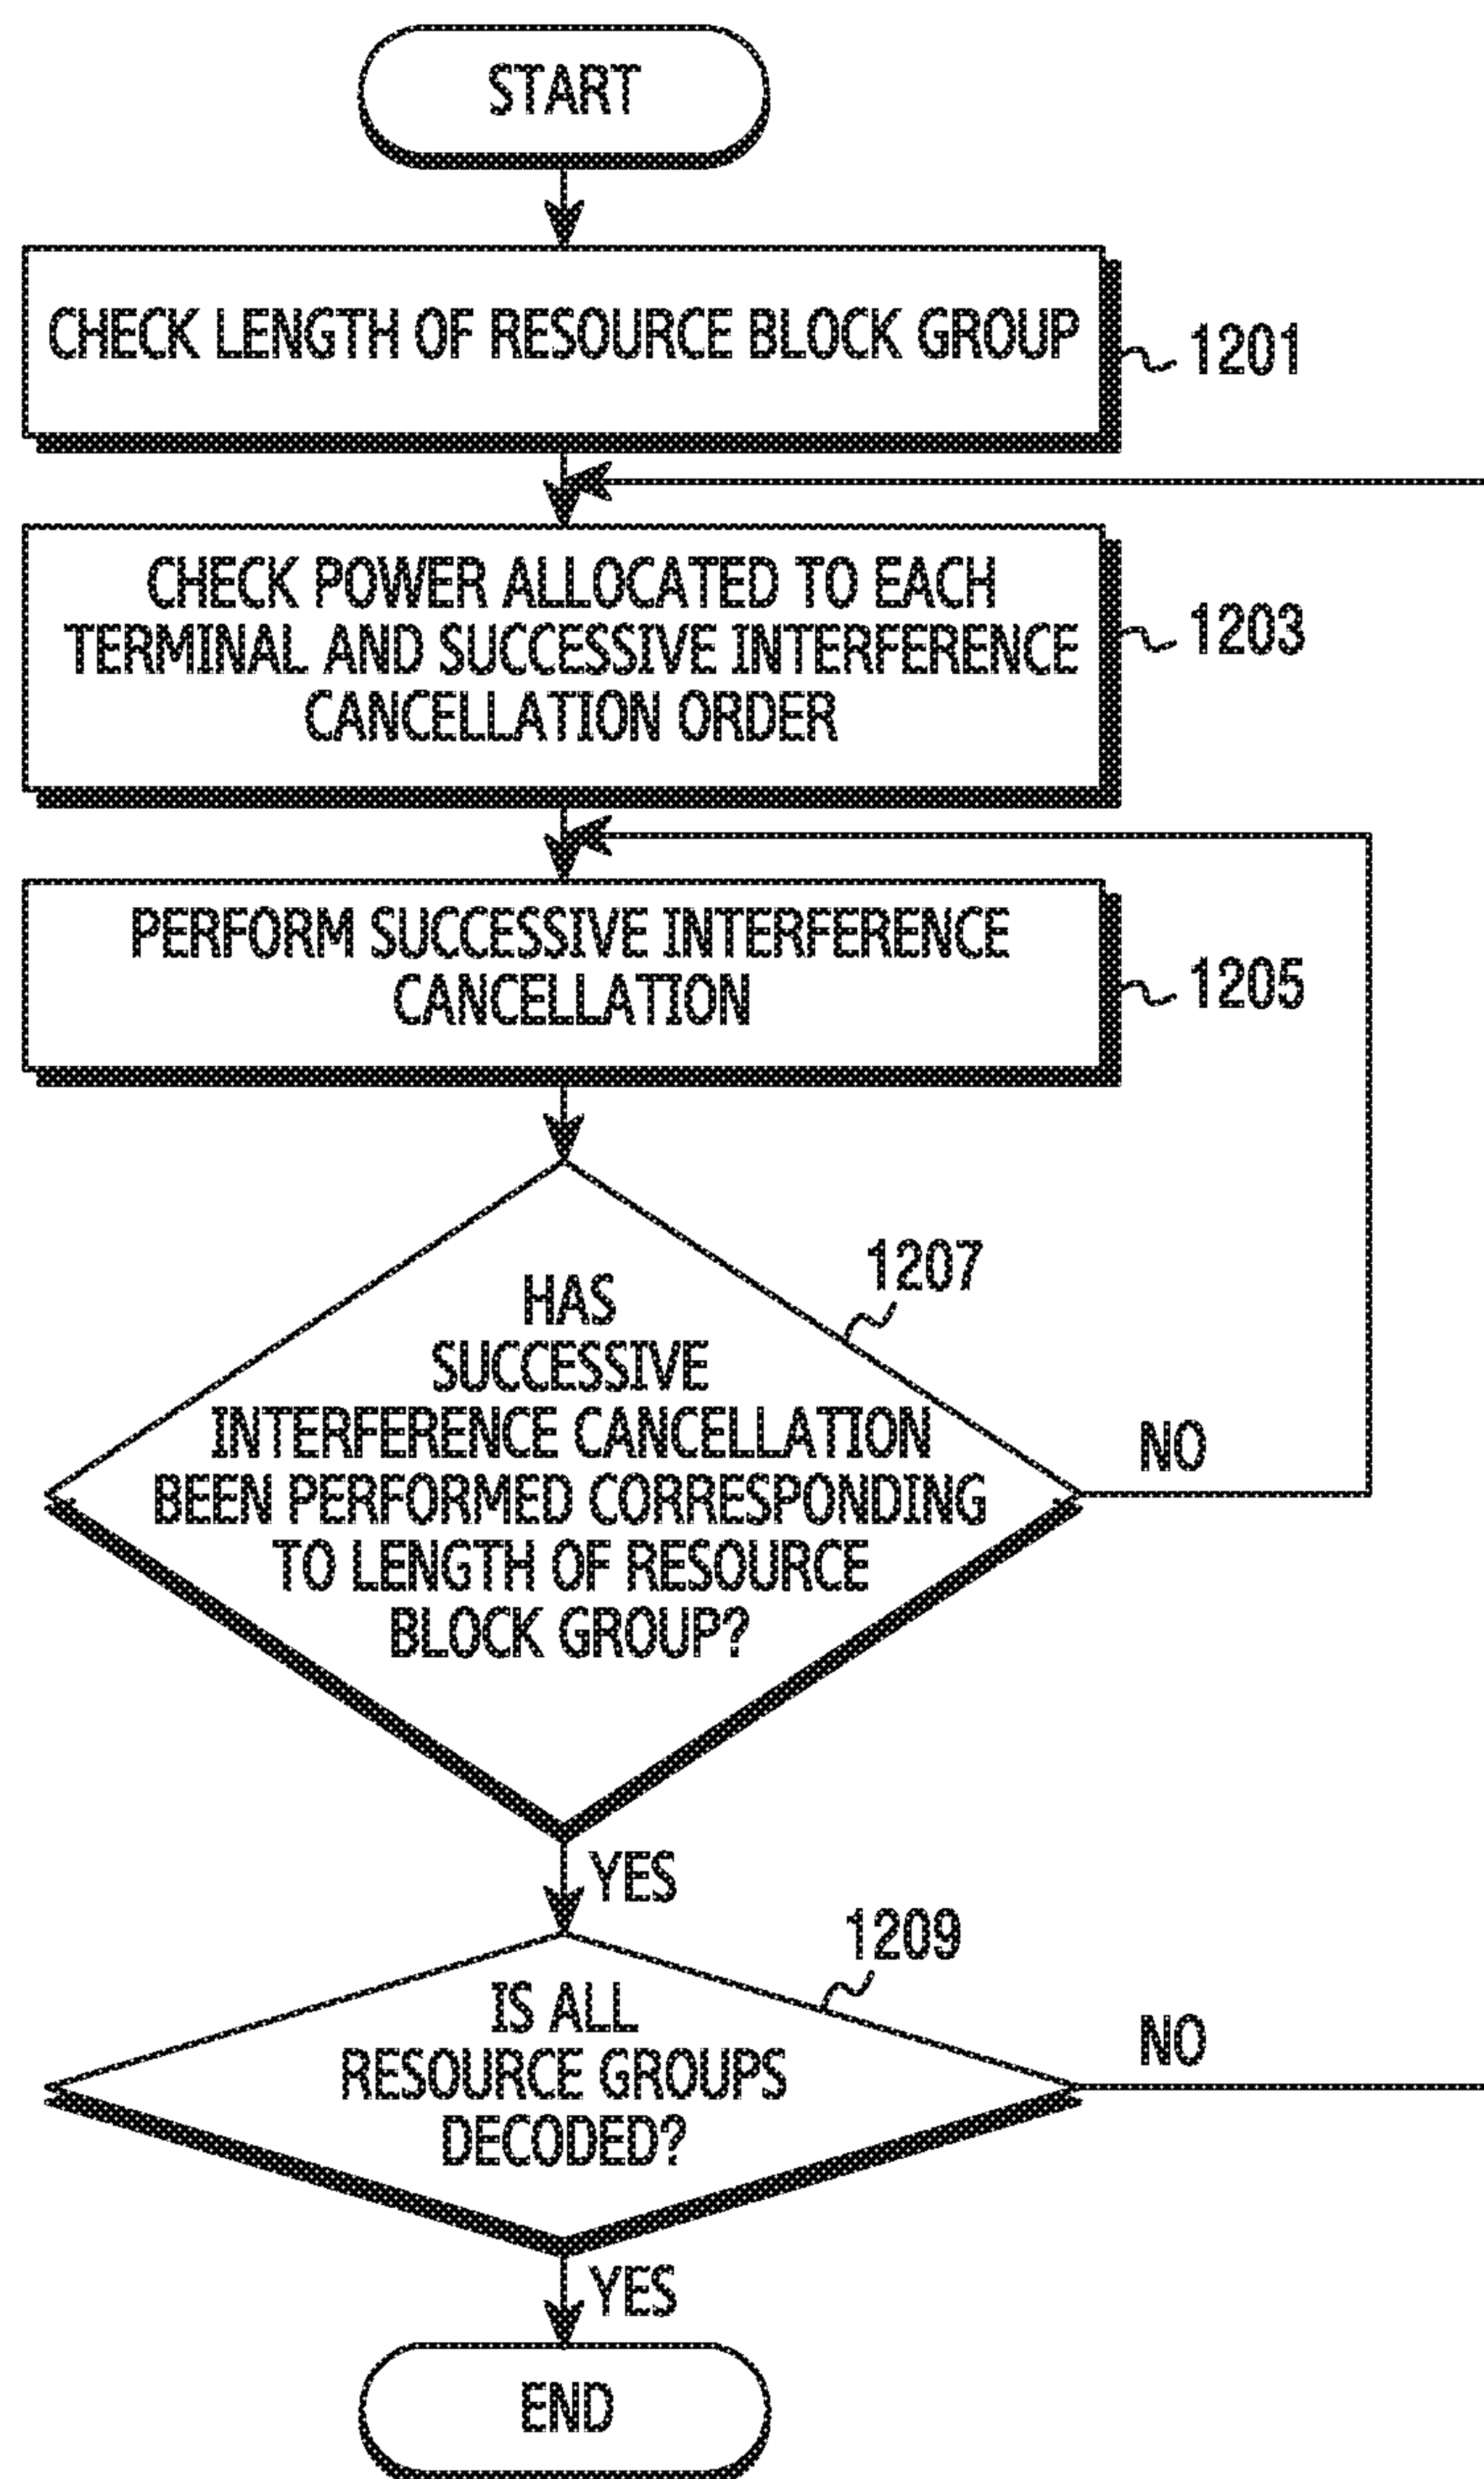 START
CHECK LENGTH OF RESOURCE BLOCK GROUP
1201
CHECK POWER ALLOCATED TO EACH
TERMINAL AND SUCCESSIVE INTERFERENCE
CANCELLATION ORDER
1203
PERFORM SUCCESSIVE INTERFERENCE
CANCELLATION
1205
1207
HAS
SUCCESSIVE
INTERFERENCE CANCELLATION
BEEN PERFORMED CORRESPONDING
TO LENGTH OF RESOURCE
BLOCK GROUP?
NO
YES
1209
IS ALL
RESOURCE GROUPS
DECODED?
NO
YES
END